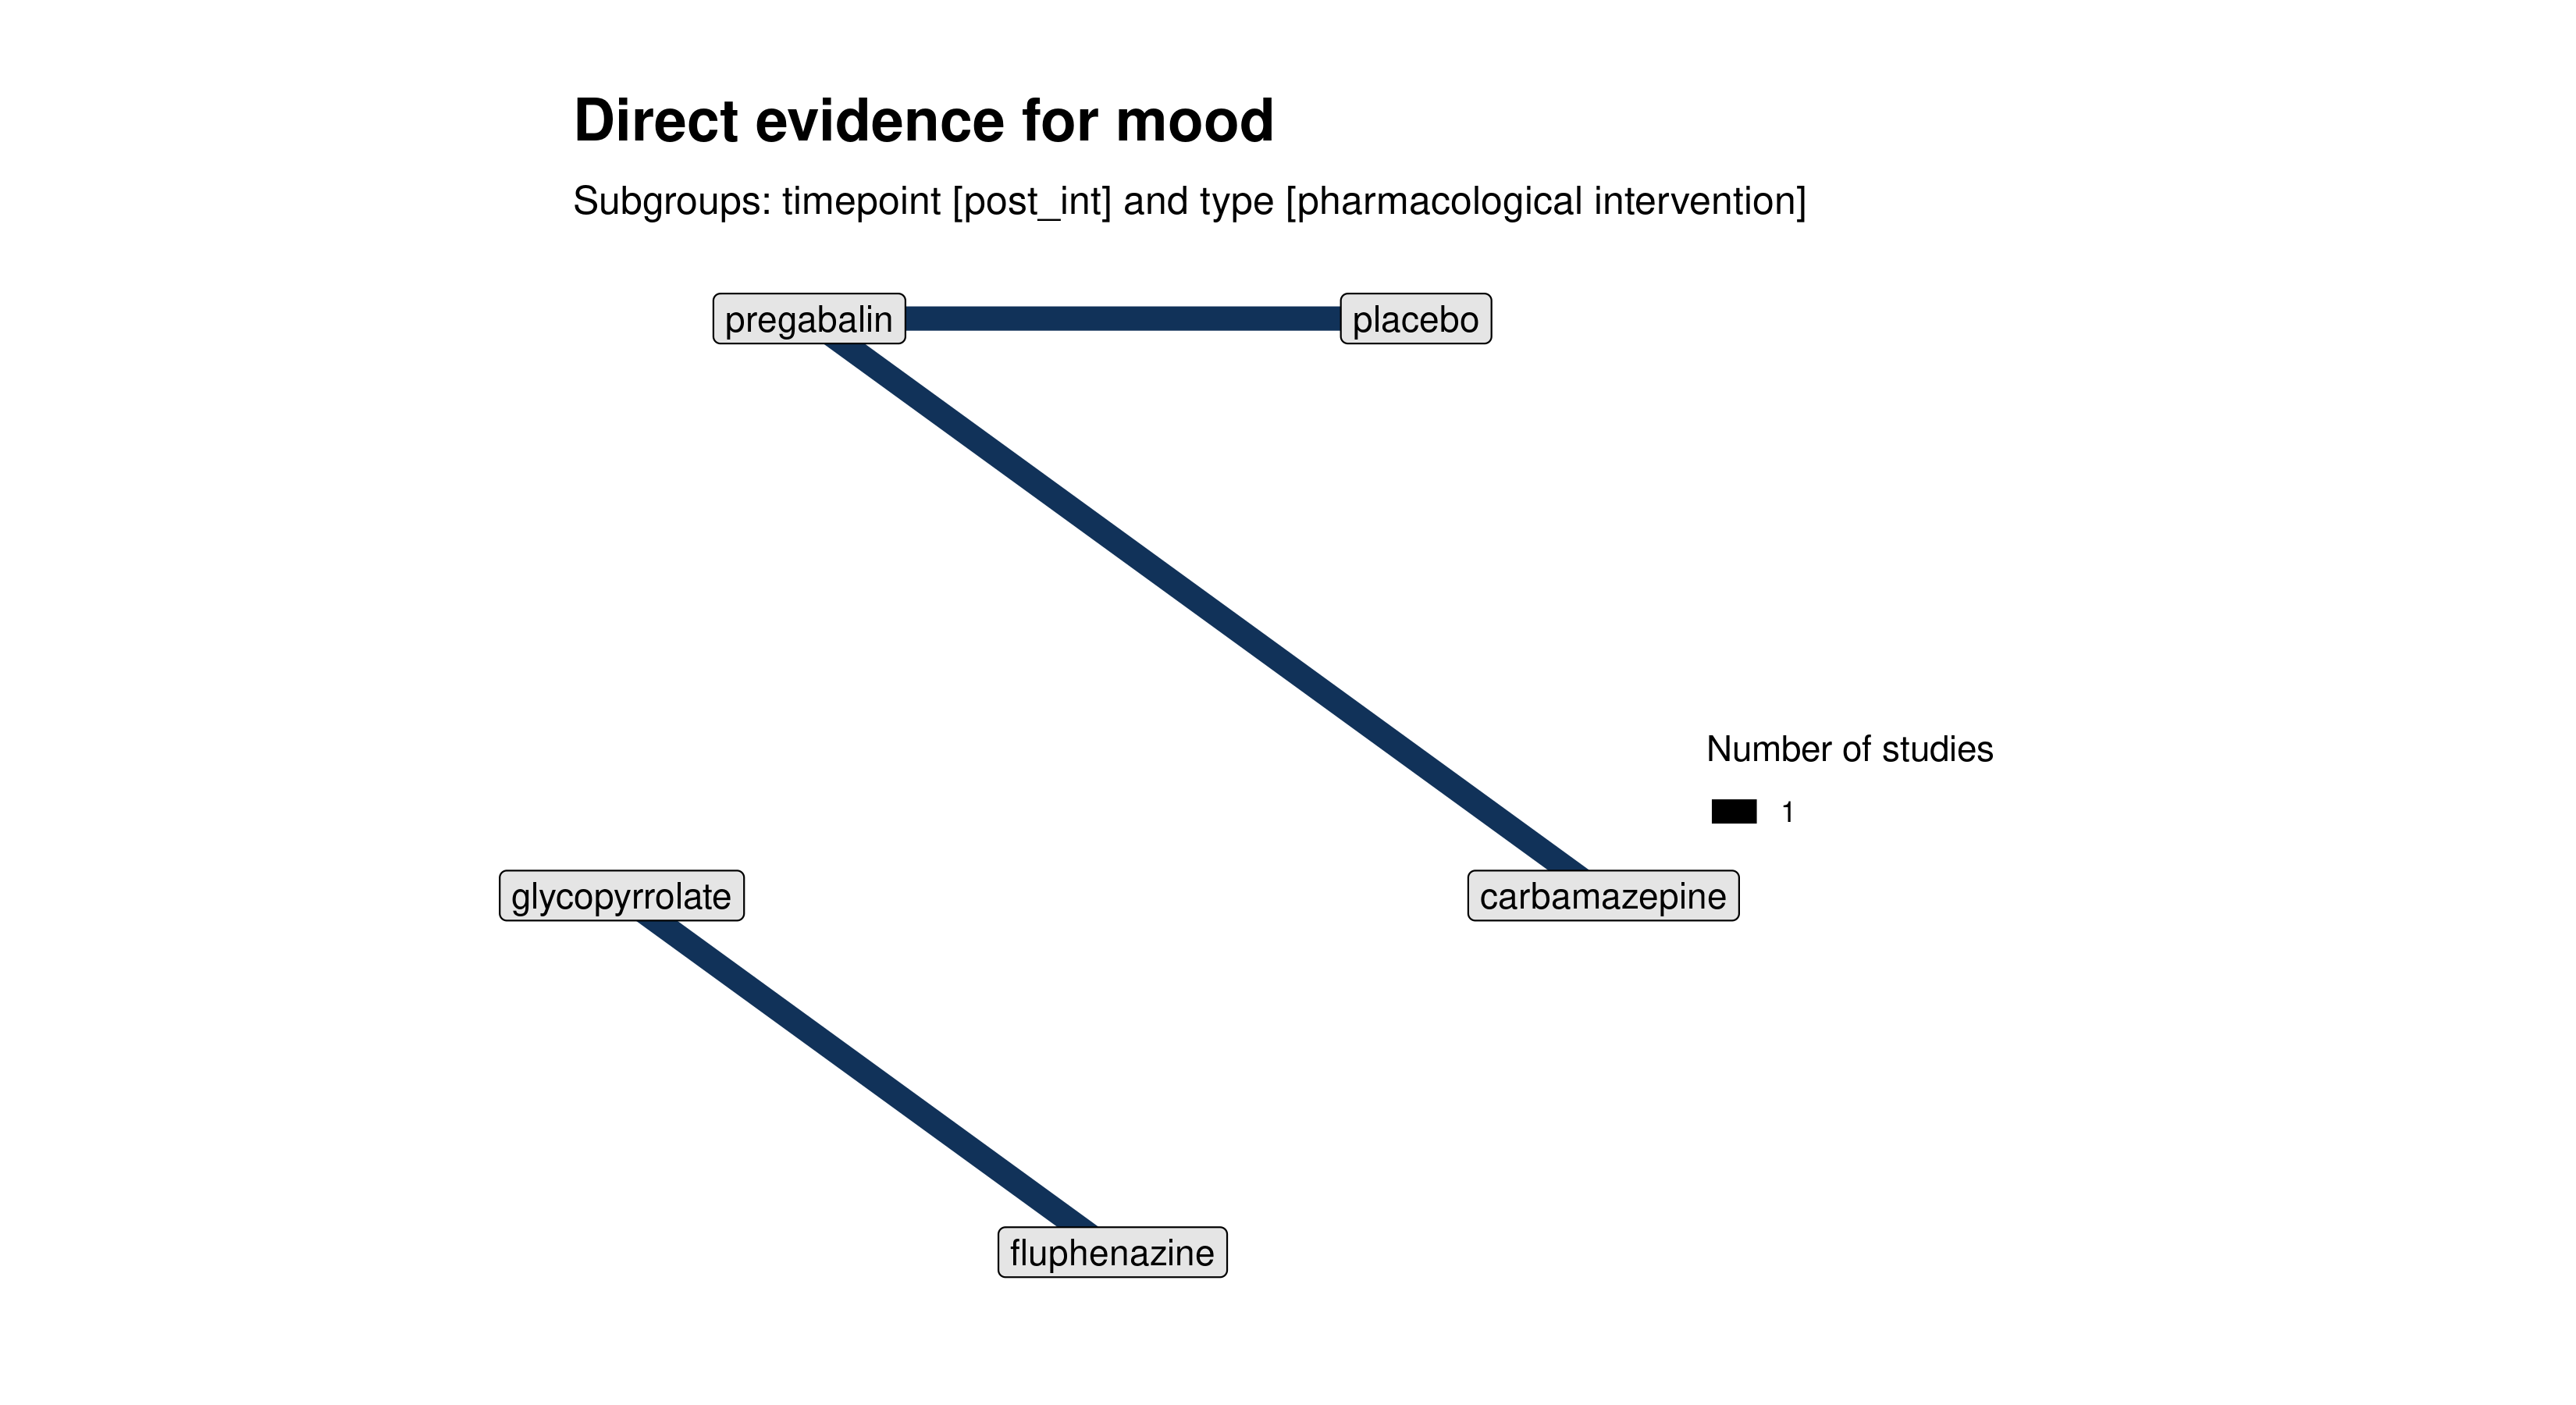 Direct evidence for mood
Subgroups: timepoint [post_int] and type [pharmacological intervention]
pregabalin
placebo
Number of studies
1
glycopyrrolate
carbamazepine
fluphenazine